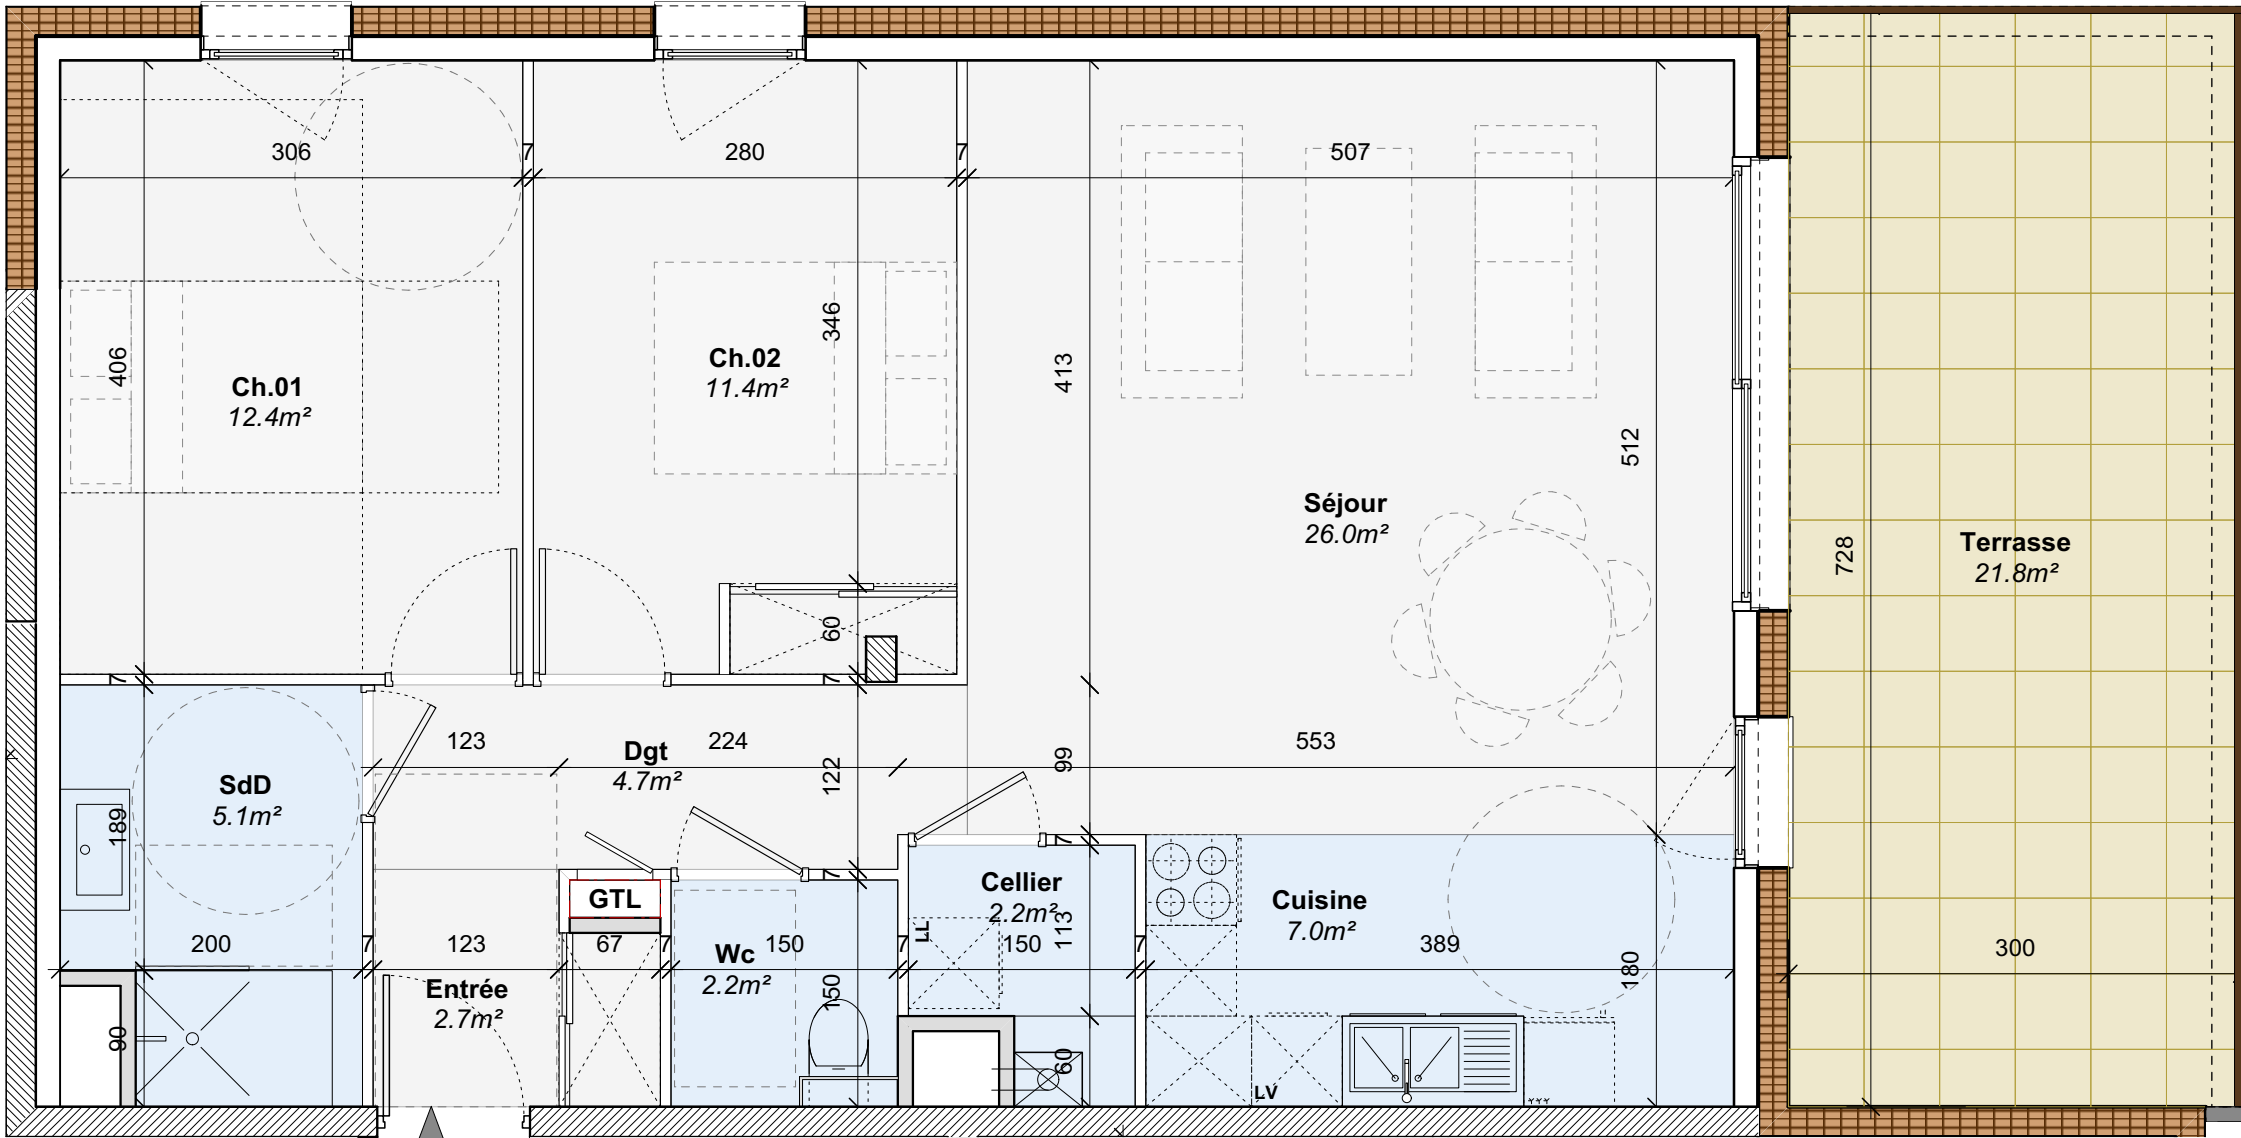 306
7
280
7
507
406
Ch.01
12.4m²
346
Ch.02
11.4m²
413
512
Séjour
26.0m²
728
Terrasse
21.8m²
60
7
7
123
224
Dgt
4.7m²
122
99
553
SdD
5.1m²
189
7
7
GTL
Cellier
2.2m²
113
LL
Cuisine
7.0m²
200
7
123
67
7
Wc
2.2m²
150
7
150
7
389
180
300
Entrée
2.7m²
150
90
60
LV